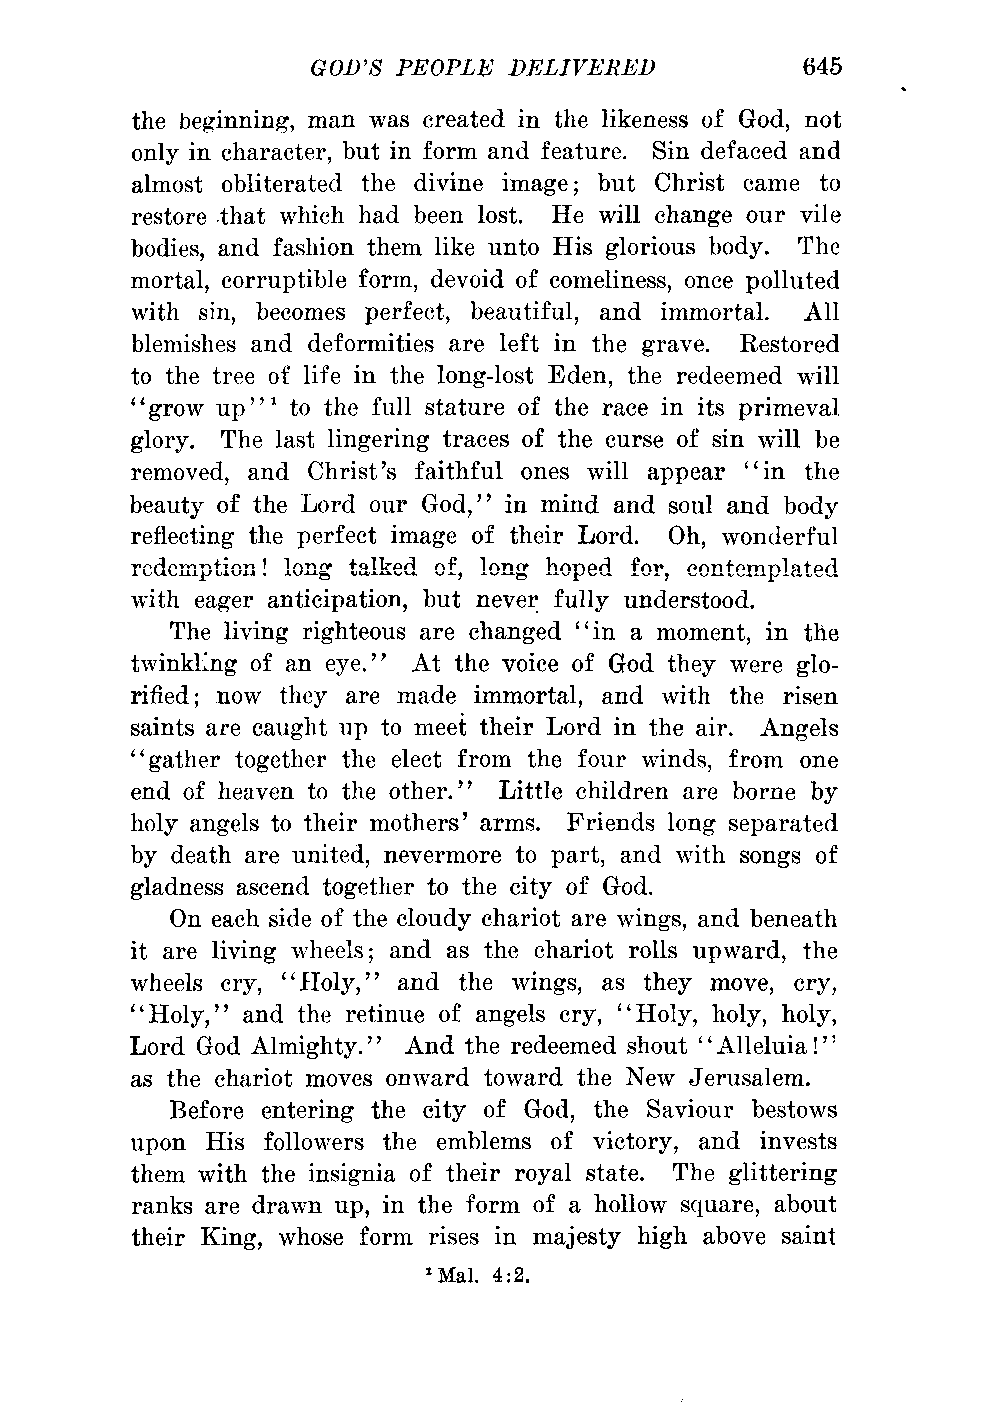 GOD'S PEOPLE DELIVERED 645
the beginning, man was created in the likeness of God, not
only in character, but in form and feature. Sin defaced and
almost obliterated the divine image; but Christ came to
restore that which had been lost. He will change our vile
bodies, and fashion them like unto His glorious body. The
mortal, corruptible form, devoid of comeliness, once polluted
with sin, becomes perfect, beautiful, and immortal. All
blemishes and deformities are left in the grave. Restored
to the tree of life in the long-lost Eden, the redeemed will
"grow up"¹ to the full stature of the race in its primeval
glory. The last lingering traces of the curse of sin will be
removed, and Christ's faithful ones will appear "in the
beauty of the Lord our God," in mind and soul and body
reflecting the perfect image of their Lord. Oh, wonderful
redemption! long talked of, long hoped for, contemplated
with eager anticipation, but never fully understood.
The living righteous are changed "in a moment, in the
twinkling of an eye." At the voice of God they were glo-
rified; now they are made immortal, and with the risen
saints are caught up to meet their Lord in the air. Angels
"gather together the elect from the four winds, from one
end of heaven to the other." Little children are borne by
holy angels to their mothers' arms. Friends long separated
by death are united, nevermore to part, and with songs of
gladness ascend together to the city of God.
On each side of the cloudy chariot are wings, and beneath
it are living wheels; and as the chariot rolls upward, the
wheels cry, "Holy," and the wings, as they move, cry,
"Holy," and the retinue of angels cry, "Holy, holy, holy,
Lord God Almighty." And the redeemed shout "Alleluia!"
as the chariot moves onward toward the New Jerusalem.
Before entering the city of God, the Saviour bestows
upon His followers the emblems of victory, and invests
them with the insignia of their royal state. The glittering
ranks are drawn up, in the form of a hollow square, about
their King, whose form rises in majesty high above saint
¹ Mal. 4:2.